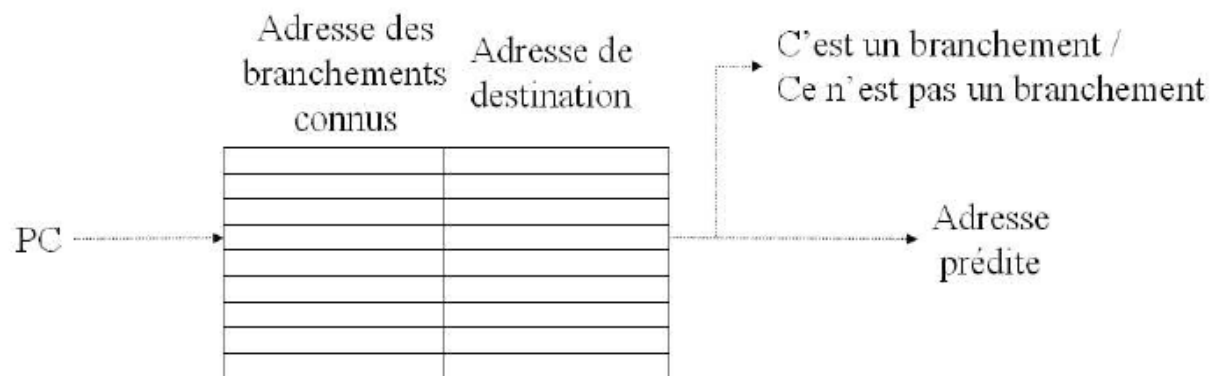 Adresse des
branchements
connus
Adresse de
destination
C'est un branchement /
Ce n'est pas un branchement
PC
Adresse
prédite